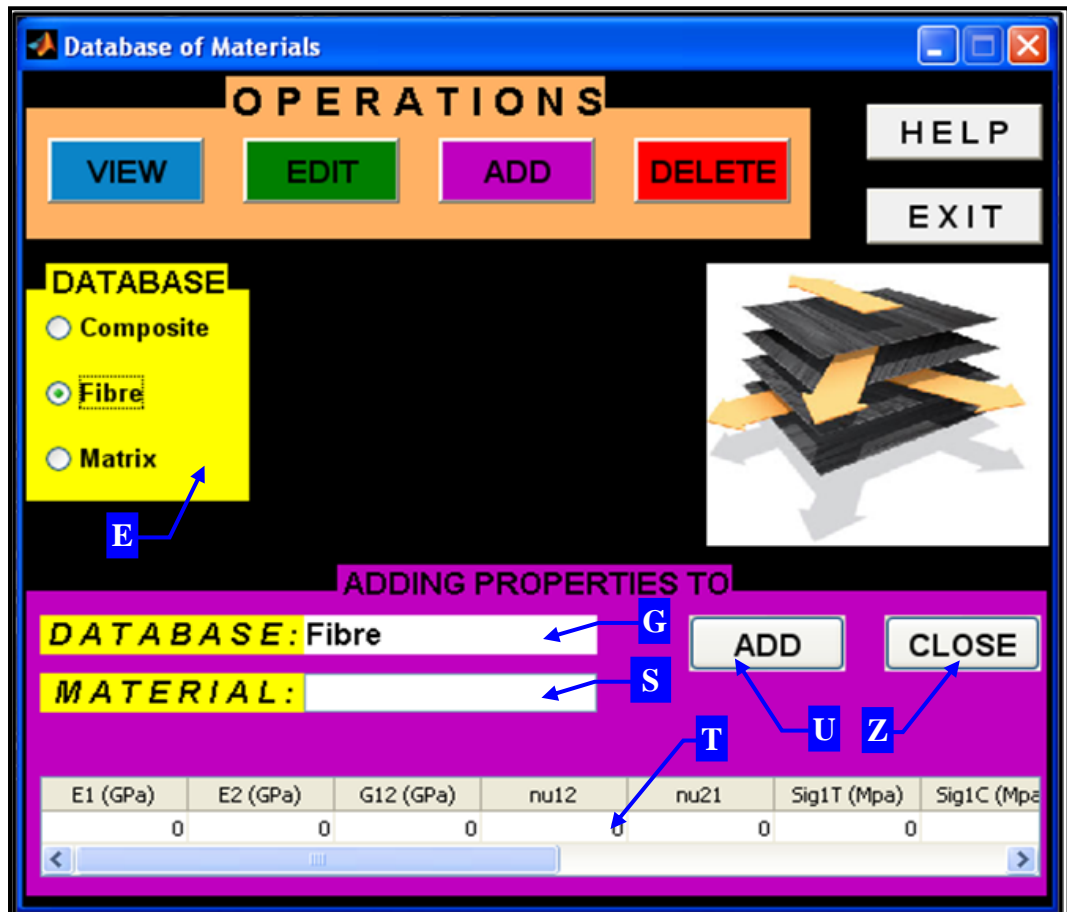 Database of Materials
OPERATIONS
VIEW EDIT ADD DELETE
HELP
EXIT
DATABASE
Composite
Fibre
Matrix
E
ADDING PROPERTIES TO
DATABASE: Fibre G ADD CLOSE
MATERIAL: S
T U Z
E1 (GPa) E2 (GPa) G12 (GPa) nu12 nu21 Sig1T (Mpa) Sig1C (Mpa
0 0 0 0 0 0